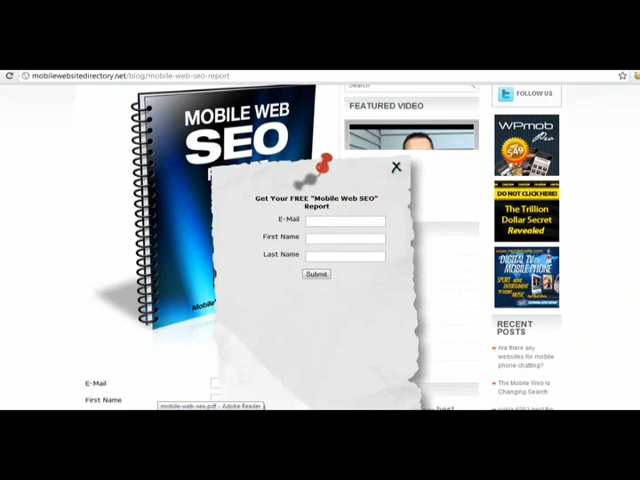 mobilewebsitedirectory.net/blog/mobile-web-seo-report
MOBILE WEB
SEO
Search
FEATURED VIDEO
FOLLOW US
WPmob
Pro
$49
DO NOT CLICK HERE!
The Trillion
Dollar Secret
Revealed
DIGITAL TV on
MOBILE PHONE
RECENT
POSTS
Are there any
websites for mobile
phone chatting?
The Mobile Web is
Changing Search
X
Get Your FREE "Mobile Web SEO"
Report
E-Mail
First Name
Last Name
Submit
E-Mail
First Name
mobile-web-seo.pdf - Adobe Reader